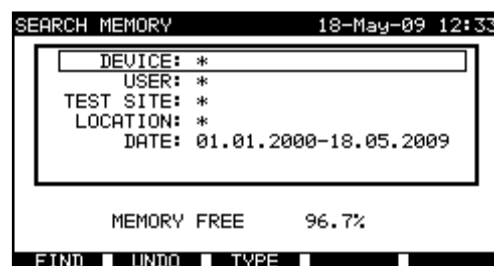 SEARCH MEMORY 18-May-09 12:33
DEVICE: *
USER: *
TEST SITE: *
LOCATION: *
DATE: 01.01.2000-18.05.2009
MEMORY FREE 96.7%
FIND UNDO TYPE